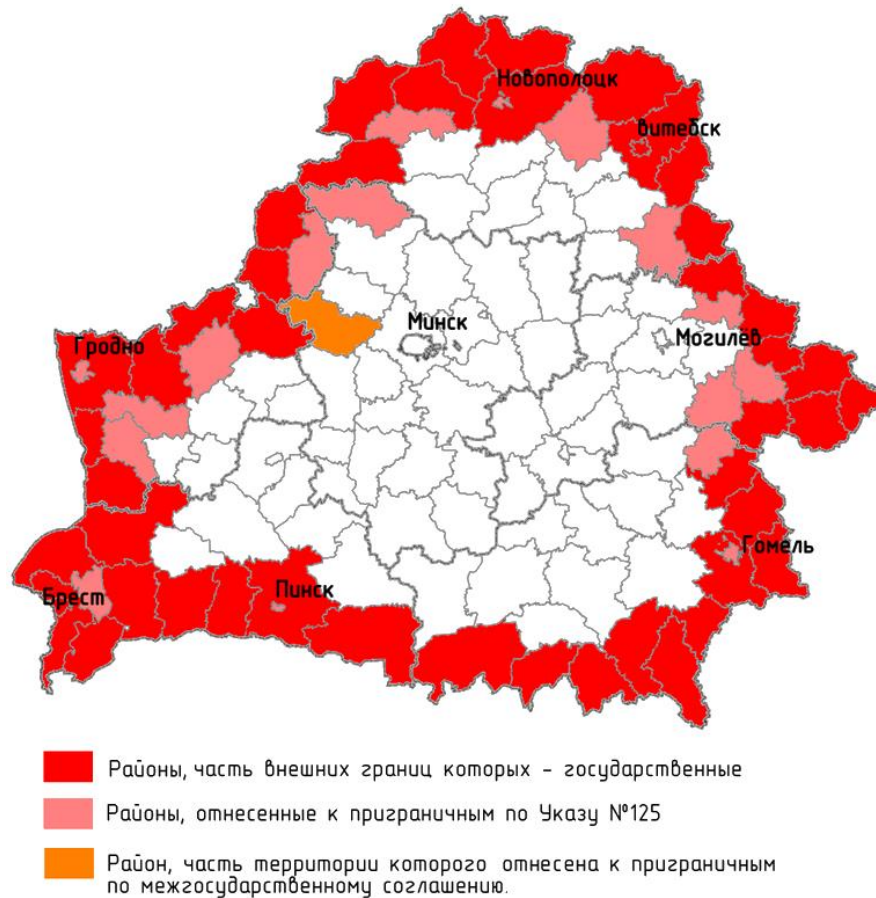 Новополоцк
витебск
Минск
Могилёв
Гродно
Гомель
Брест
Пинск
Районы, часть внешних границ которых - государственные
Районы, отнесенные к приграничным по Указу №125
Район, часть территории которого отнесена к приграничным
по межгосударственному соглашению.